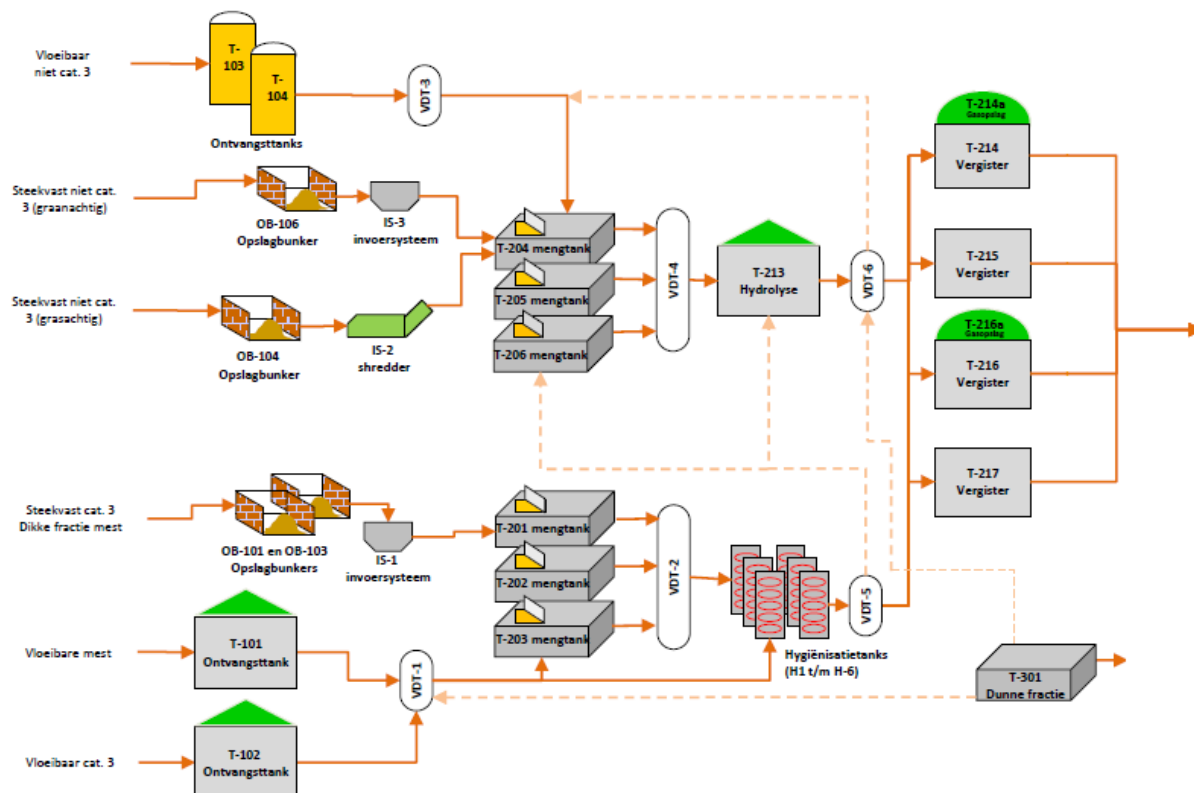 Vloeibaar
niet cat. 3
T-
103
T-
104
Ontvangsttanks
VDT-3
Steekvast niet cat.
3 (graanachtig)
OB-106
Opslagbunker
IS-3
invoersysteem
Steekvast niet cat.
3 (grasachtig)
OB-104
Opslagbunker
IS-2
shredder
T-204 mengtank
T-205 mengtank
T-206 mengtank
VDT-4
T-213
Hydrolyse
VDT-6
T-214a
Gasopslag
T-214
Vergister
T-215
Vergister
T-216a
Gasopslag
T-216
Vergister
T-217
Vergister
Steekvast cat. 3
Dikke fractie mest
OB-101 en OB-103
Opslagbunkers
IS-1
invoersysteem
T-201 mengtank
T-202 mengtank
T-203 mengtank
VDT-2
Hygiënisatietanks
(H1 t/m H-6)
VDT-5
Vloeibare mest
T-101
Ontvangsttank
VDT-1
T-301
Dunne fractie
Vloeibaar cat. 3
T-102
Ontvangsttank